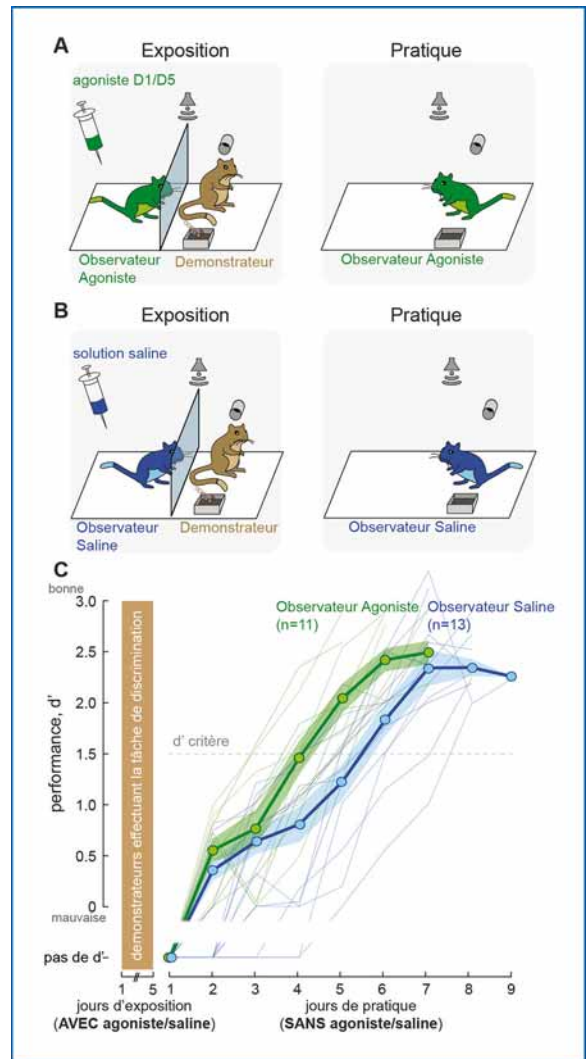 A
Exposition
Pratique
agoniste D1/D5
Observateur
Agoniste
Demonstrateur
Observateur Agoniste
B
Exposition
Pratique
solution saline
Observateur
Saline
Demonstrateur
Observateur Saline
C
bonne
3.0
2.5
2.0
1.5
1.0
0.5
0
mauvaise
pas de d'
performance, d'
demonstrateurrs effectuant la tâche de discrimination
Observateur Agoniste
(n=11)
Observateur Saline
(n=13)
d' critère
1 5
1 2 3 4 5 6 7 8 9
jours d'exposition
(AVEC agoniste/saline)
jours de pratique
(SANS agoniste/saline)